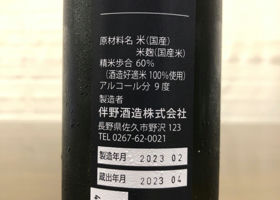 原材料名 米(国産)
米麹(国産米)
精米歩合 60%
(酒造好適米100%使用)
アルコール分 9度
製造者
伴野酒造株式会社
長野県佐久市野沢 123
TEL 0267-62-0021
製造年月 2023 02
蔵出年月 2023 04